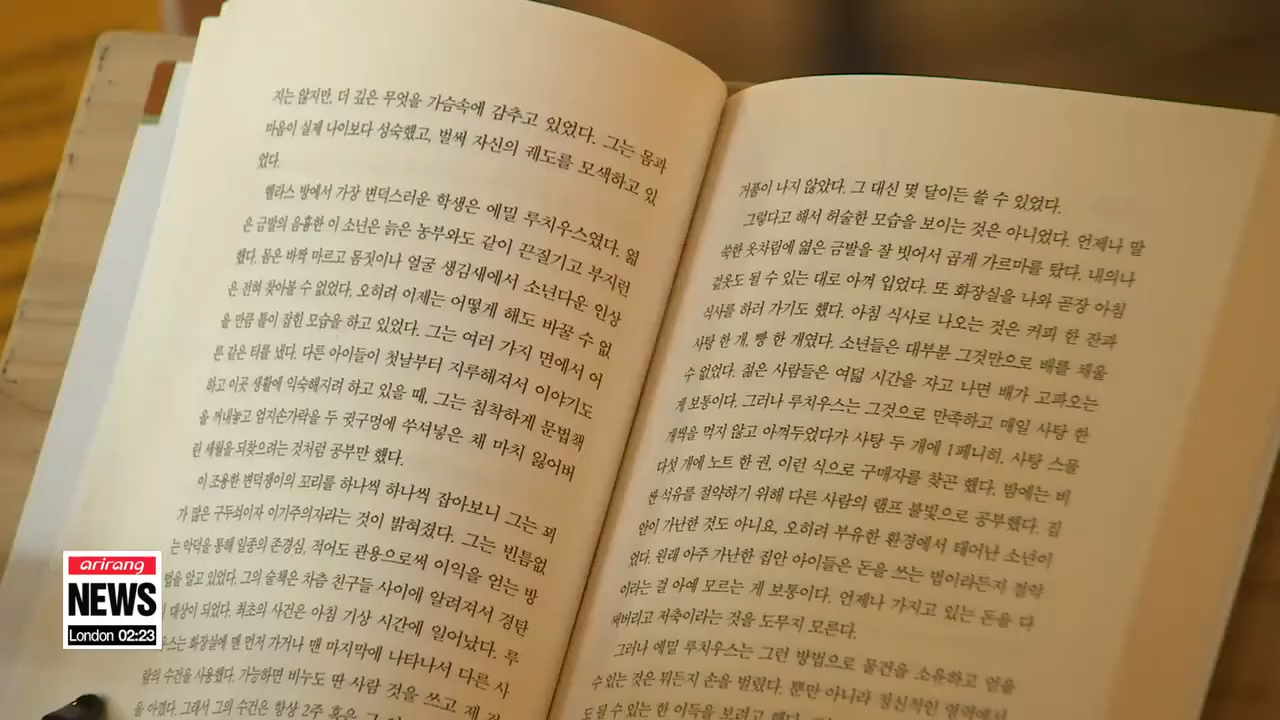 지는 않지만, 더 깊은 무엇을 가슴속에 감추고 있었다. 그는 몸과
마음이 실제 나이보다 성숙했고, 벌써 자신의 궤도를 모색하고 있
었다.
헬라스 방에서 가장 변덕스러운 학생은 에밀 루치우스였다. 엷
은 금발의 음흉한 이 소년은 늙은 농부와도 같이 끈질기고 부지런
했다. 몸은 바짝 마르고 몸짓이나 얼굴 생김새에서 소년다운 인상
은 전혀 찾아볼 수 없었다. 오히려 이제는 어떻게 해도 바꿀 수 없
을 만큼 틀이 잡힌 모습을 하고 있었다. 그는 여러 가지 면에서 어
른 같은 티를 냈다. 다른 아이들이 첫날부터 지루해져서 이야기도
하고 이곳 생활에 익숙해지려 하고 있을 때, 그는 침착하게 문법책
을 꺼내놓고 엄지손가락을 두 귓구멍에 쑤셔넣은 채 마치 잃어버
린 세월을 되찾으려는 것처럼 공부만 했다.
이 조용한 변덕쟁이의 꼬리를 하나씩 하나씩 잡아보니 그는 꾀
가 많은 구두쇠이자 이기주의자라는 것이 밝혀졌다. 그는 빈틈없
는 악덕을 통해 일종의 존경심, 적어도 관용으로써 이익을 얻는 방
법을 알고 있었다. 그의 술책은 차츰 친구들 사이에 알려져서 경탄
대상이 되었다. 최초의 사건은 아침 기상 시간에 일어났다. 루
우스는 화장실에 맨 먼저 가거나 맨 마지막에 나타나서 다른 사
람의 수건을 사용했다. 가능하면 비누도 딴 사람 것을 쓰고 제
을 아꼈다. 그래서 그의 수건은 항상 2주 혹은
거품이 나지 않았다. 그 대신 몇 달이든 쓸 수 있었다.
그렇다고 해서 허술한 모습을 보이는 것은 아니었다. 언제나 말
쑥한 옷차림에 엷은 금발을 잘 빗어서 곱게 가르마를 탔다. 내의나
겉옷도 될 수 있는 대로 아껴 입었다. 또 화장실을 나와 곧장 아침
식사를 하러 가기도 했다. 아침 식사로 나오는 것은 커피 한 잔과
사탕 한 개, 빵 한 개였다. 소년들은 대부분 그것만으로 배를 채울
수 없었다. 젊은 사람들은 여덟 시간을 자고 나면 배가 고파오는
게 보통이다. 그러나 루치우스는 그것으로 만족하고 매일 사탕 한
개씩을 먹지 않고 아껴두었다가 사탕 두 개에 1페니히, 사탕 스물
다섯 개에 노트 한 권, 이런 식으로 구매자를 찾곤 했다. 밤에는 비
싼 석유를 절약하기 위해 다른 사람의 램프 불빛으로 공부했다. 집
안이 가난한 것도 아니요, 오히려 부유한 환경에서 태어난 소년이
었다. 원래 아주 가난한 집안 아이들은 돈을 쓰는 법이라든지 절약
이라는 걸 아예 모르는 게 보통이다. 언제나 가지고 있는 돈을 다
써버리고 저축이라는 것을 도무지 모른다.
그러나 에밀 루치우스는 그런 방법으로 물건을 소유하고 얻을
수 있는 것은 뭐든지 손을 벌렸다. 뿐만 아니라 정신적인 영역에서
도 될 수 있는 한 이득을 보려고 했다.
arirang
NEWS
London 02:23